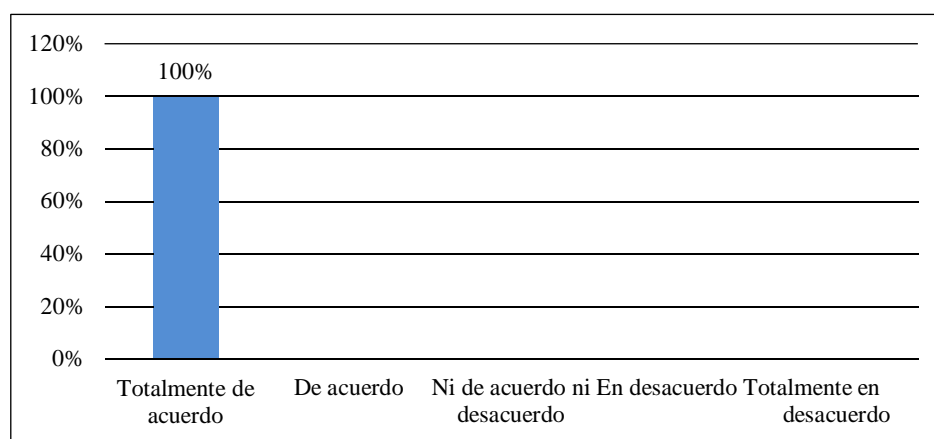 120%
100%
100%
80%
60%
40%
20%
0%
Totalmente de
acuerdo
De acuerdo
Ni de acuerdo ni
desacuerdo
En desacuerdo
Totalmente en
desacuerdo